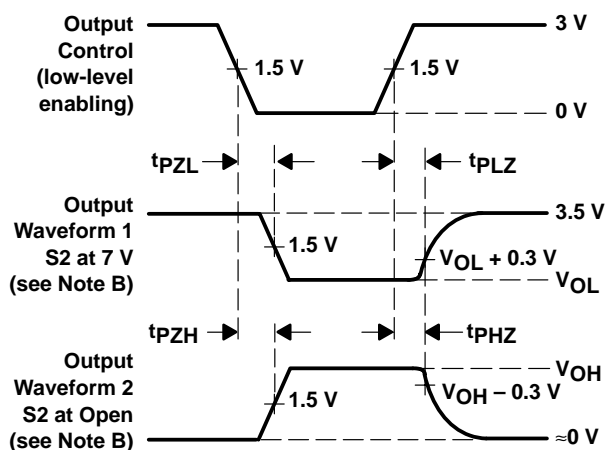 Output
Control
(low-level
enabling)
3 V
1.5 V
1.5 V
0 V
tPZL
tPLZ
Output
Waveform 1
S2 at 7 V
(see Note B)
3.5 V
1.5 V
VOL + 0.3 V
VOL
tPZH
tPHZ
Output
Waveform 2
S2 at Open
(see Note B)
VOH
1.5 V
VOH – 0.3 V
≈0 V